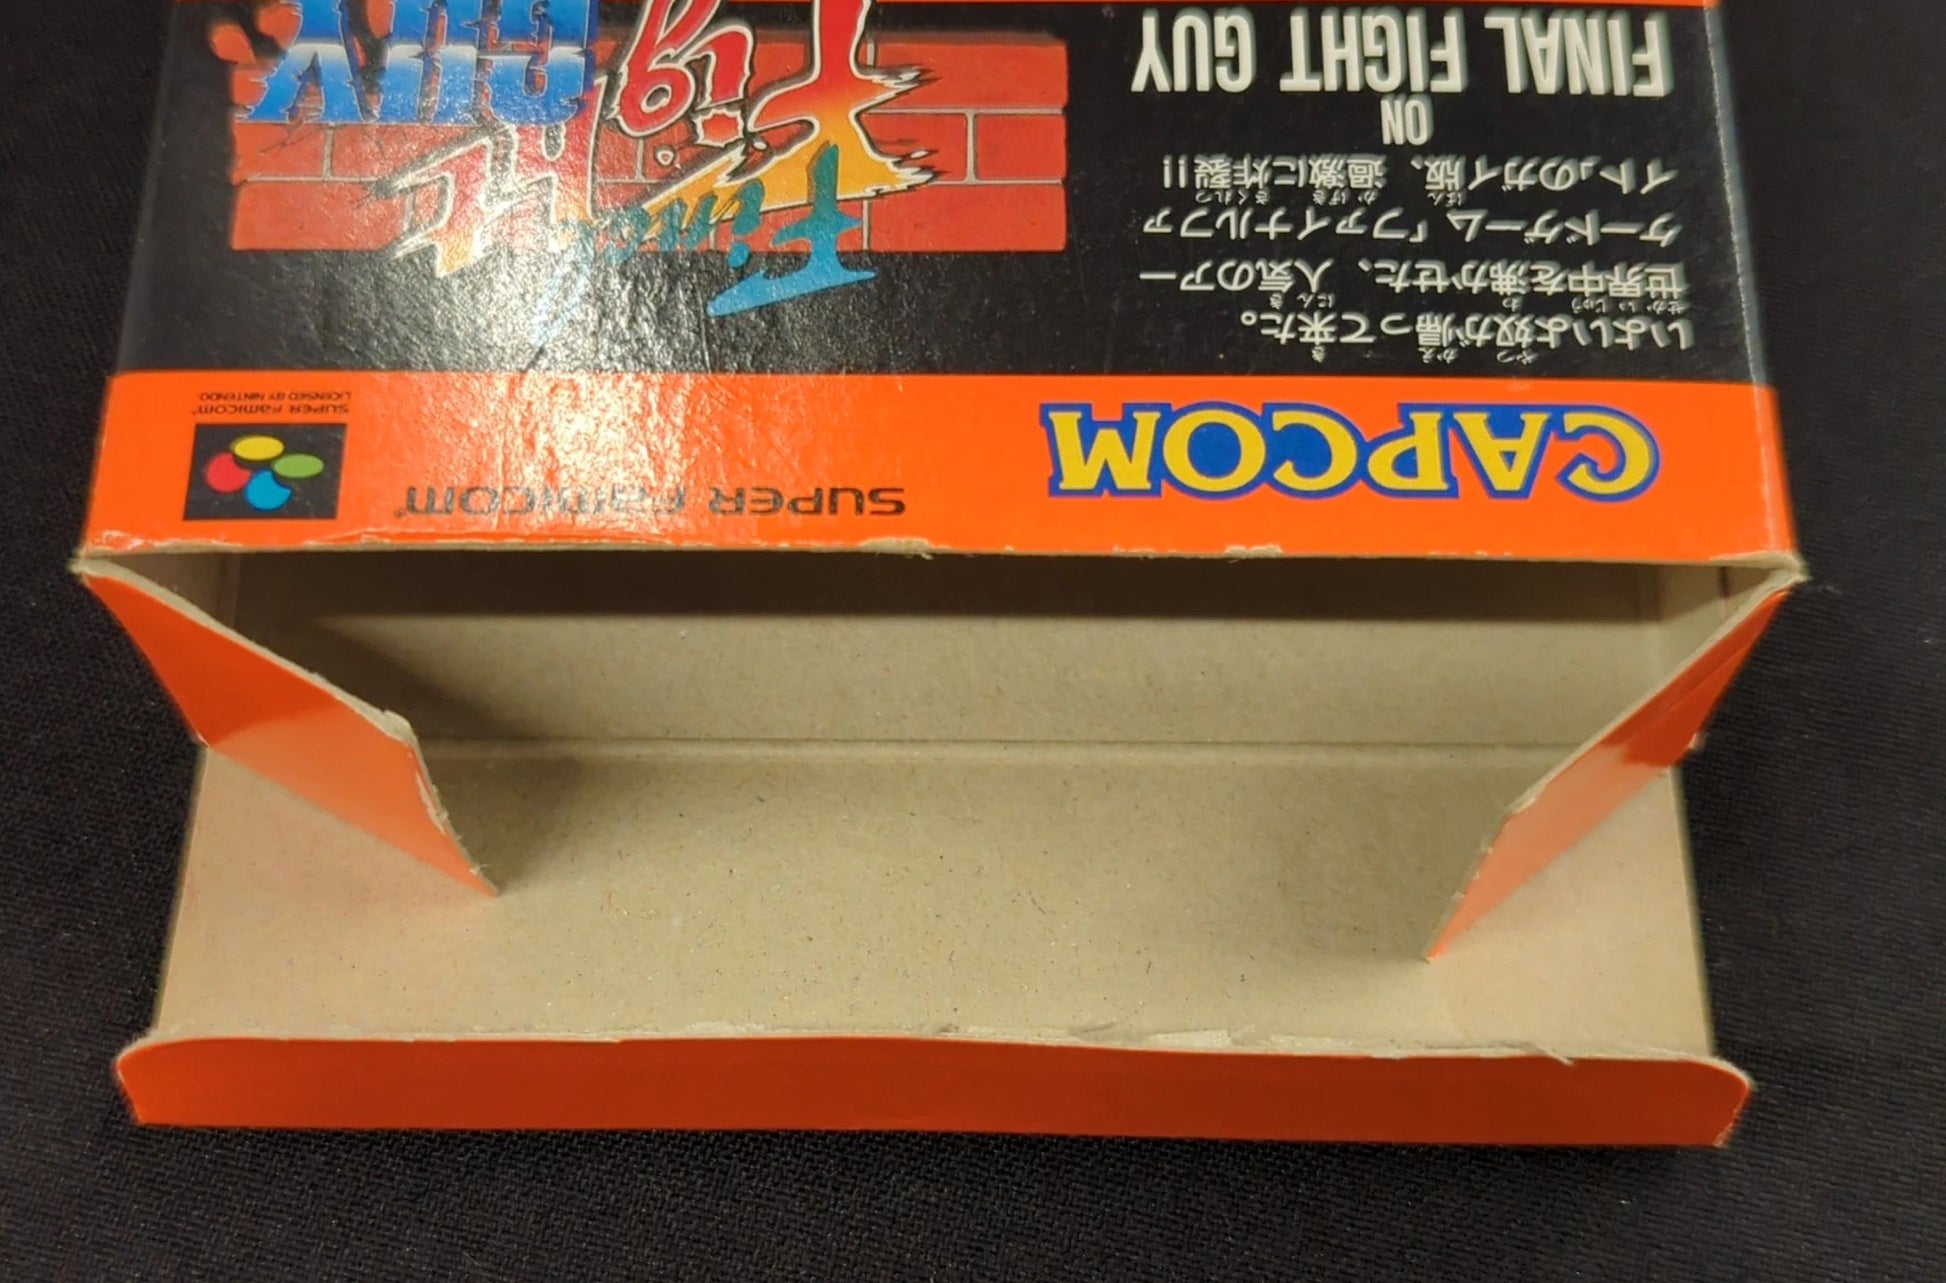 CAPCOM
SUPER FAMICOM
SUPER FAMICOM
LICENSED BY NINTENDO
いよいよ奴が帰って来た。
世界中を沸かせた、人気のアー
ケードゲーム「ファイナルファ
イト」のガイ版、過激に炸裂!!
ON
FINAL FIGHT GUY
Final
Fight
GUY